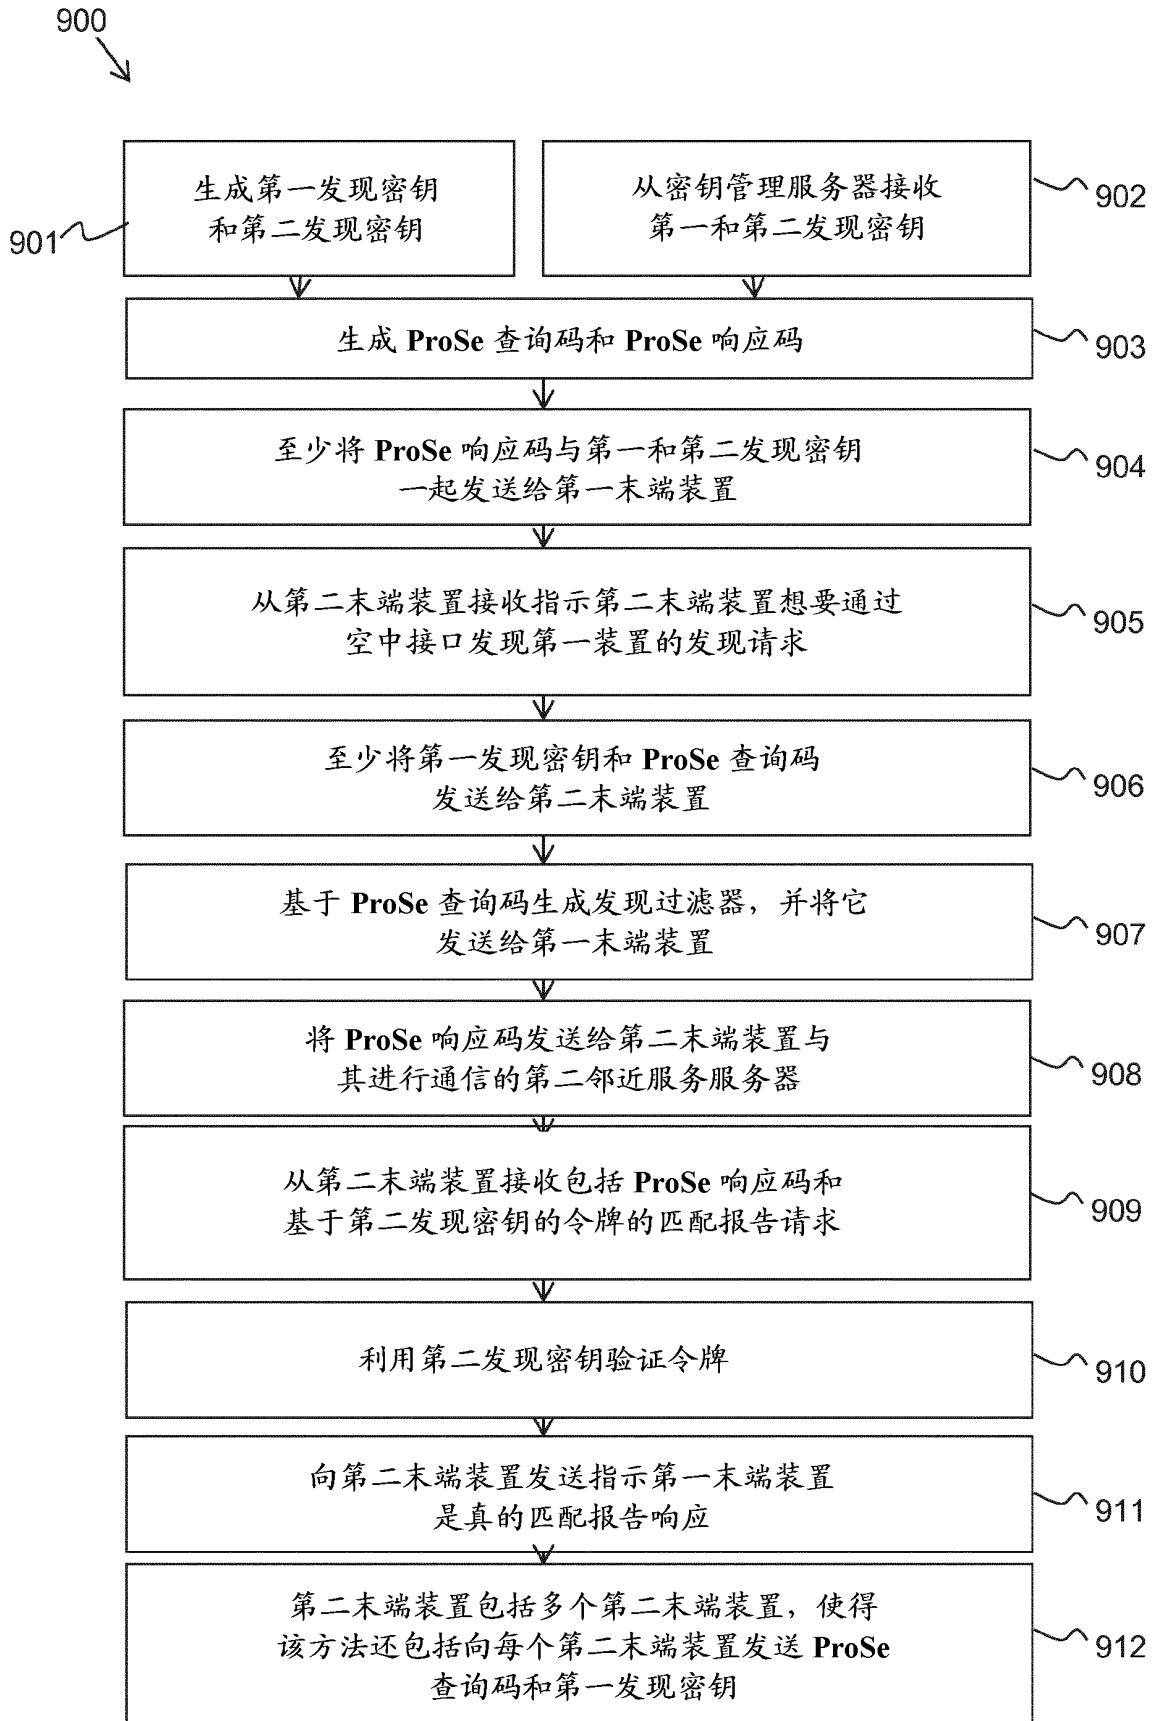 900
生成第一发现密钥
和第二发现密钥
901
从密钥管理服务器接收
第一和第二发现密钥
902
生成 ProSe 查询码和 ProSe 响应码
903
至少将 ProSe 响应码与第一和第二发现密钥
一起发送给第一末端装置
904
从第二末端装置接收指示第二末端装置想要通过
空中接口发现第一装置的发现请求
905
至少将第一发现密钥和 ProSe 查询码
发送给第二末端装置
906
基于 ProSe 查询码生成发现过滤器，并将它
发送给第一末端装置
907
将 ProSe 响应码发送给第二末端装置与
其进行通信的第二邻近服务服务器
908
从第二末端装置接收包括 ProSe 响应码和
基于第二发现密钥的令牌的匹配报告请求
909
利用第二发现密钥验证令牌
910
向第二末端装置发送指示第一末端装置
是真的匹配报告响应
911
第二末端装置包括多个第二末端装置，使得
该方法还包括向每个第二末端装置发送 ProSe
查询码和第一发现密钥
912